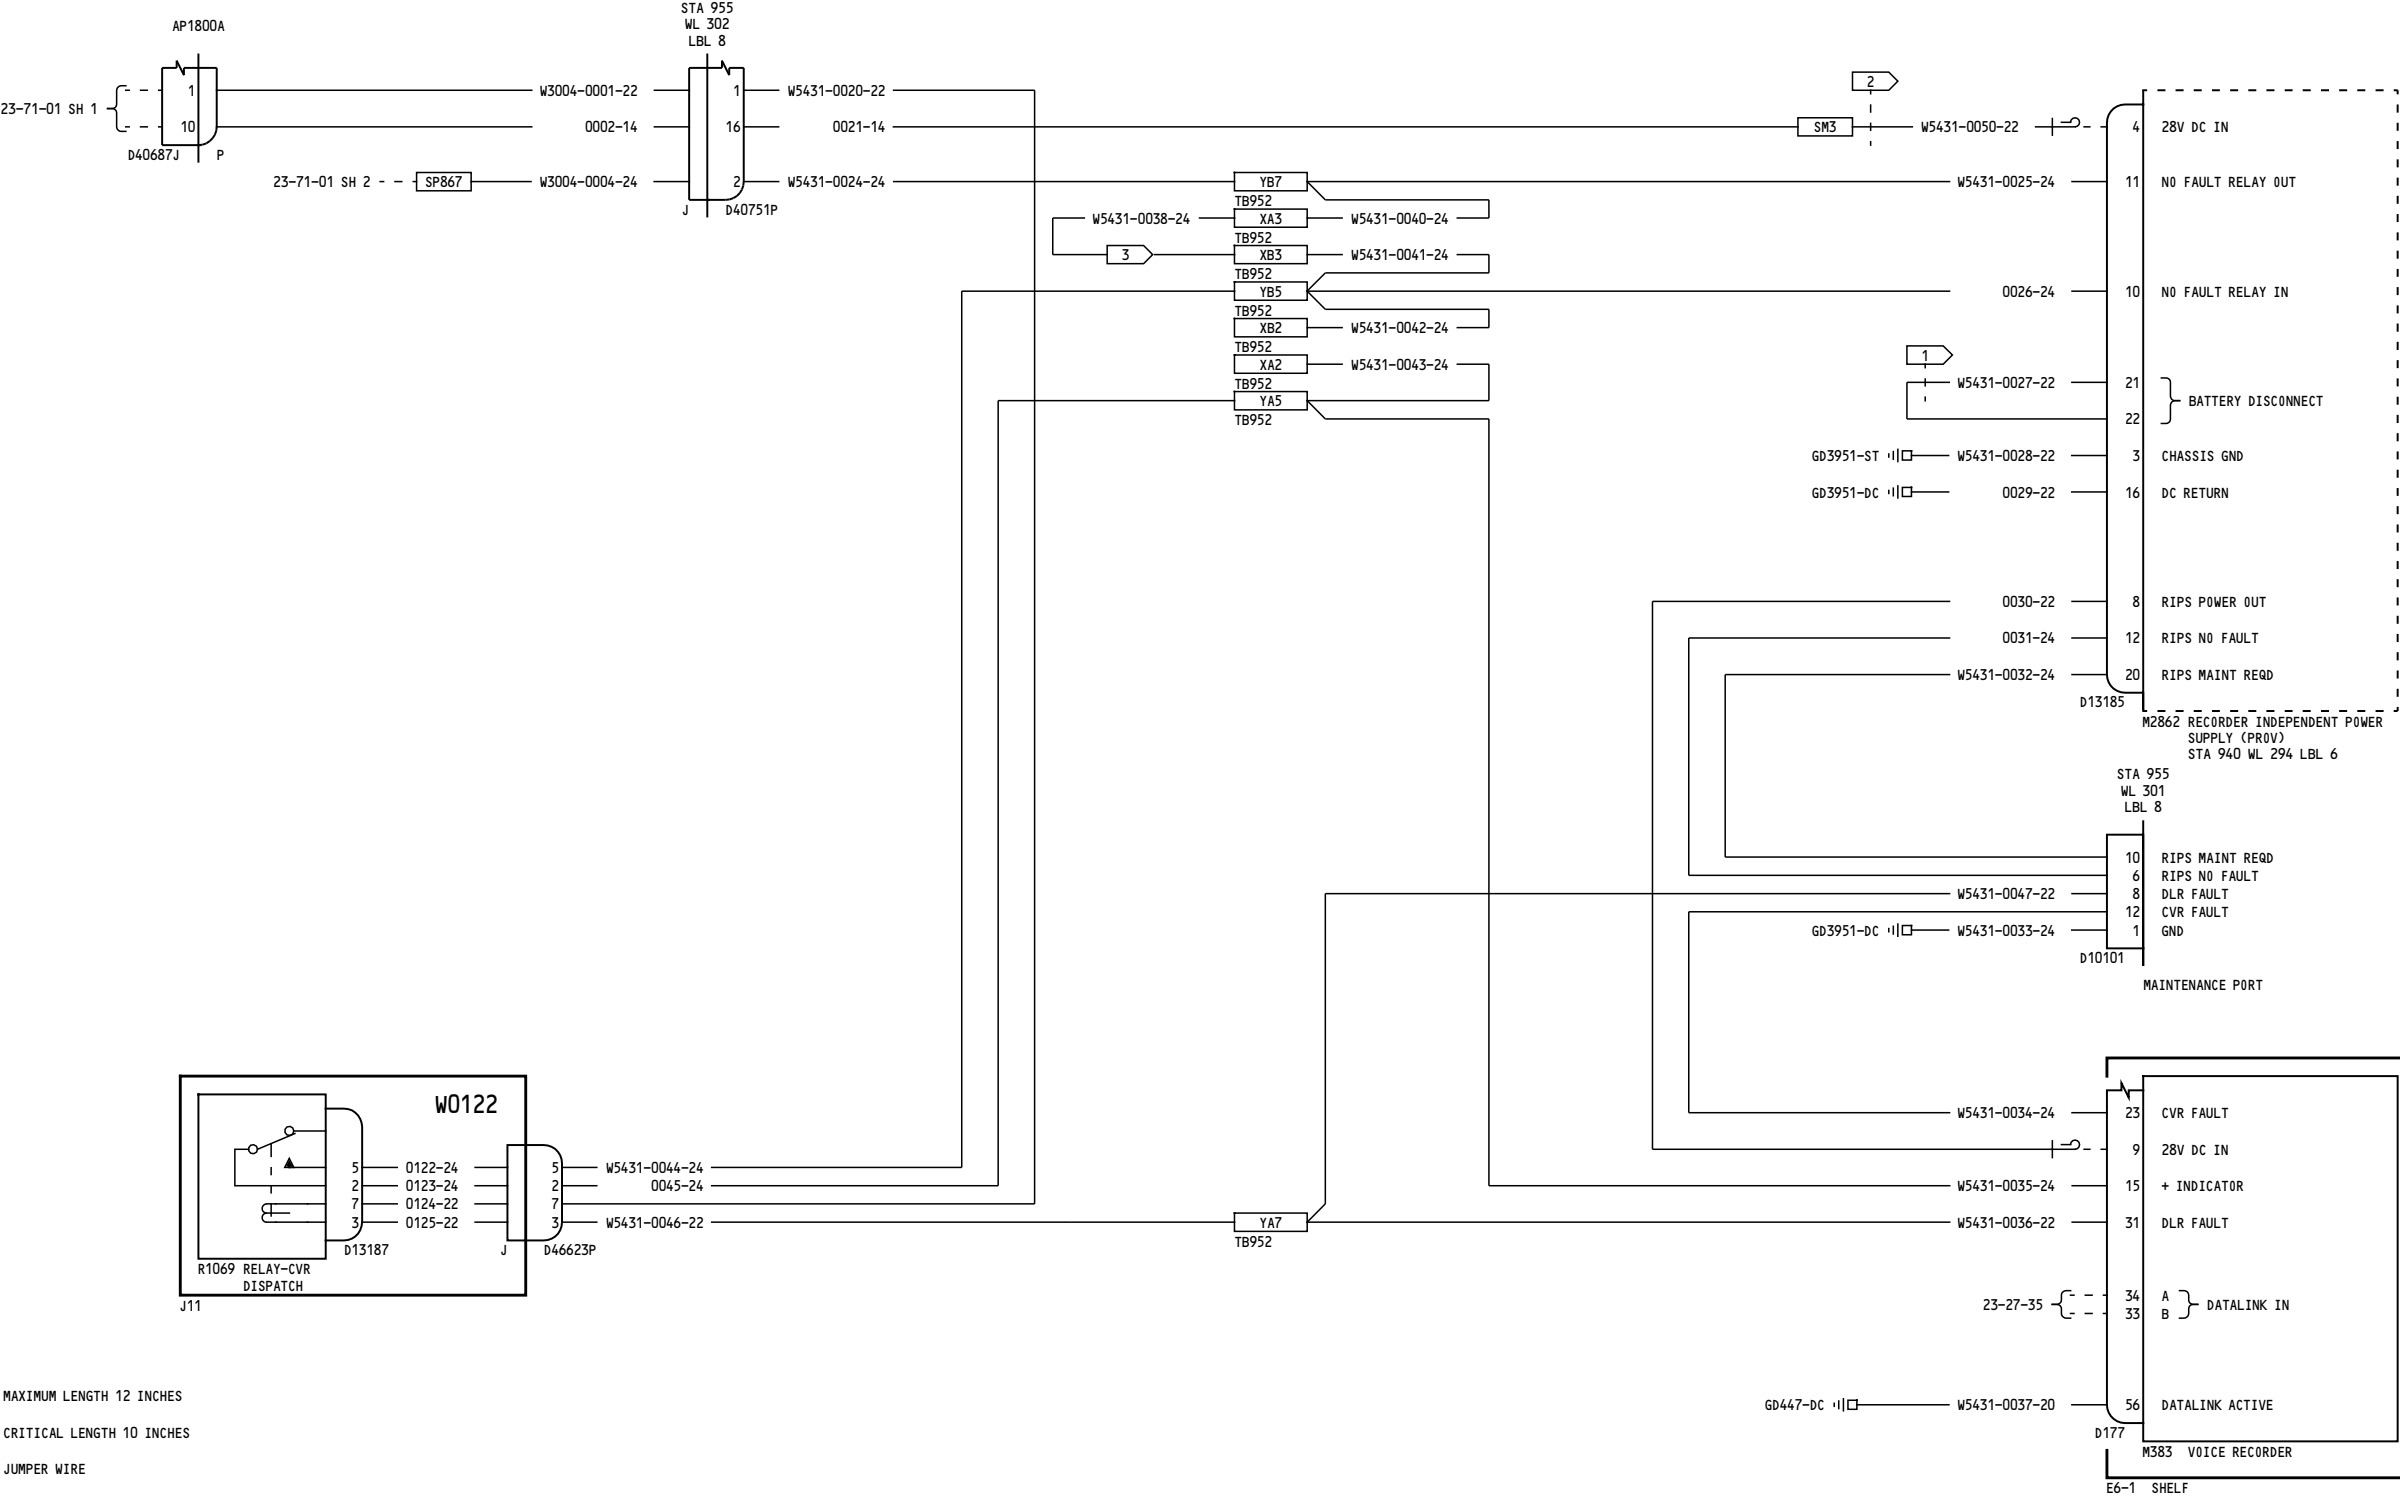 AP1800A
STA 955
WL 302
LBL 8
2
23-71-01 SH 1
1 W3004-0001-22 1 W5431-0020-22
10 0002-14 16 0021-14 SM3 W5431-0050-22 4 28V DC IN
D40687J P
23-71-01 SH 2 SP867 W3004-0004-24 2 W5431-0024-24 YB7 W5431-0025-24 11 NO FAULT RELAY OUT
TB952
J D40751P
W5431-0038-24 XA3 W5431-0040-24
TB952
3 XB3 W5431-0041-24
TB952
YB5 0026-24 10 NO FAULT RELAY IN
TB952
XB2 W5431-0042-24
TB952
1
XA2 W5431-0043-24
TB952
W5431-0027-22 21
YA5 BATTERY DISCONNECT
TB952
22
GD3951-ST W5431-0028-22 3 CHASSIS GND
GD3951-DC 0029-22 16 DC RETURN
0030-22 8 RIPS POWER OUT
0031-24 12 RIPS NO FAULT
W5431-0032-24 20 RIPS MAINT REQD
D13185
M2862 RECORDER INDEPENDENT POWER
SUPPLY (PROV)
STA 940 WL 294 LBL 6
STA 955
WL 301
LBL 8
10 RIPS MAINT REQD
6 RIPS NO FAULT
W5431-0047-22 8 DLR FAULT
12 CVR FAULT
GD3951-DC W5431-0033-24 1 GND
D10101
MAINTENANCE PORT
W0122
W5431-0034-24 23 CVR FAULT
9 28V DC IN
5 0122-24 5 W5431-0044-24
2 0123-24 2 0045-24 W5431-0035-24 15 + INDICATOR
7 0124-22 7
3 0125-22 3 W5431-0046-22 YA7 W5431-0036-22 31 DLR FAULT
TB952
D13187 J D46623P
R1069 RELAY-CVR
DISPATCH
J11
34 A
23-27-35 DATALINK IN
33 B
MAXIMUM LENGTH 12 INCHES
GD447-DC W5431-0037-20 56 DATALINK ACTIVE
CRITICAL LENGTH 10 INCHES
D177
M383 VOICE RECORDER
JUMPER WIRE
E6-1 SHELF